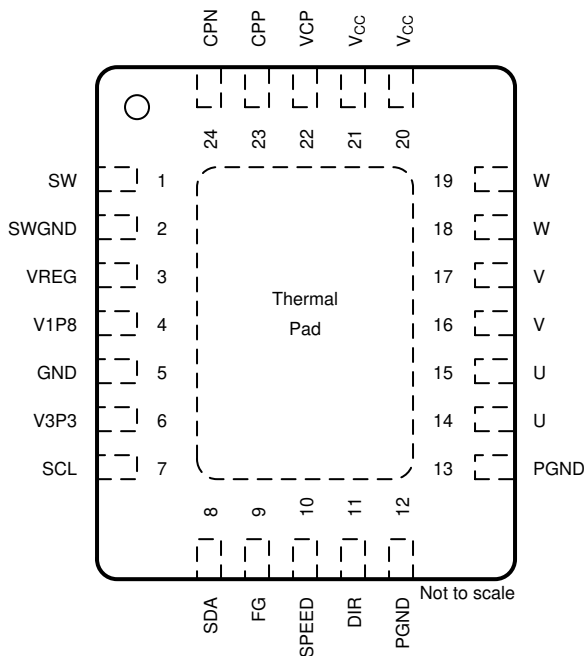 CPN
CPP
VCP
VCC
VCC
24
23
22
21
20
SW
1
19
W
SWGND
2
18
W
VREG
3
17
V
V1P8
4
16
V
GND
5
15
U
V3P3
6
14
U
SCL
7
13
PGND
Thermal
Pad
8
9
10
11
12
SDA
FG
SPEED
DIR
PGND
Not to scale